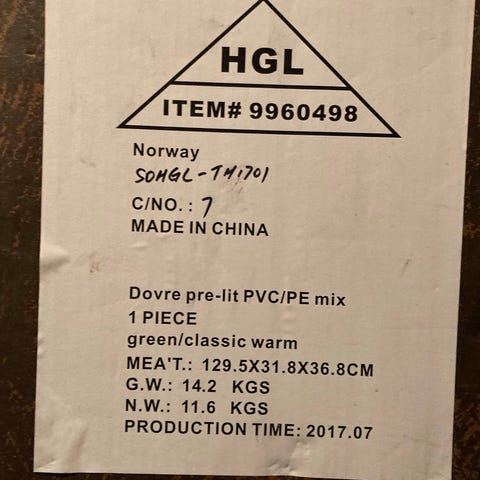 HGL
ITEM# 9960498
Norway
SOHGL-TH1701
C/NO. : 7
MADE IN CHINA
Dovre pre-lit PVC/PE mix
1 PIECE
green/classic warm
MEA'T.: 129.5X31.8X36.8CM
G.W.: 14.2 KGS
N.W.: 11.6 KGS
PRODUCTION TIME: 2017.07